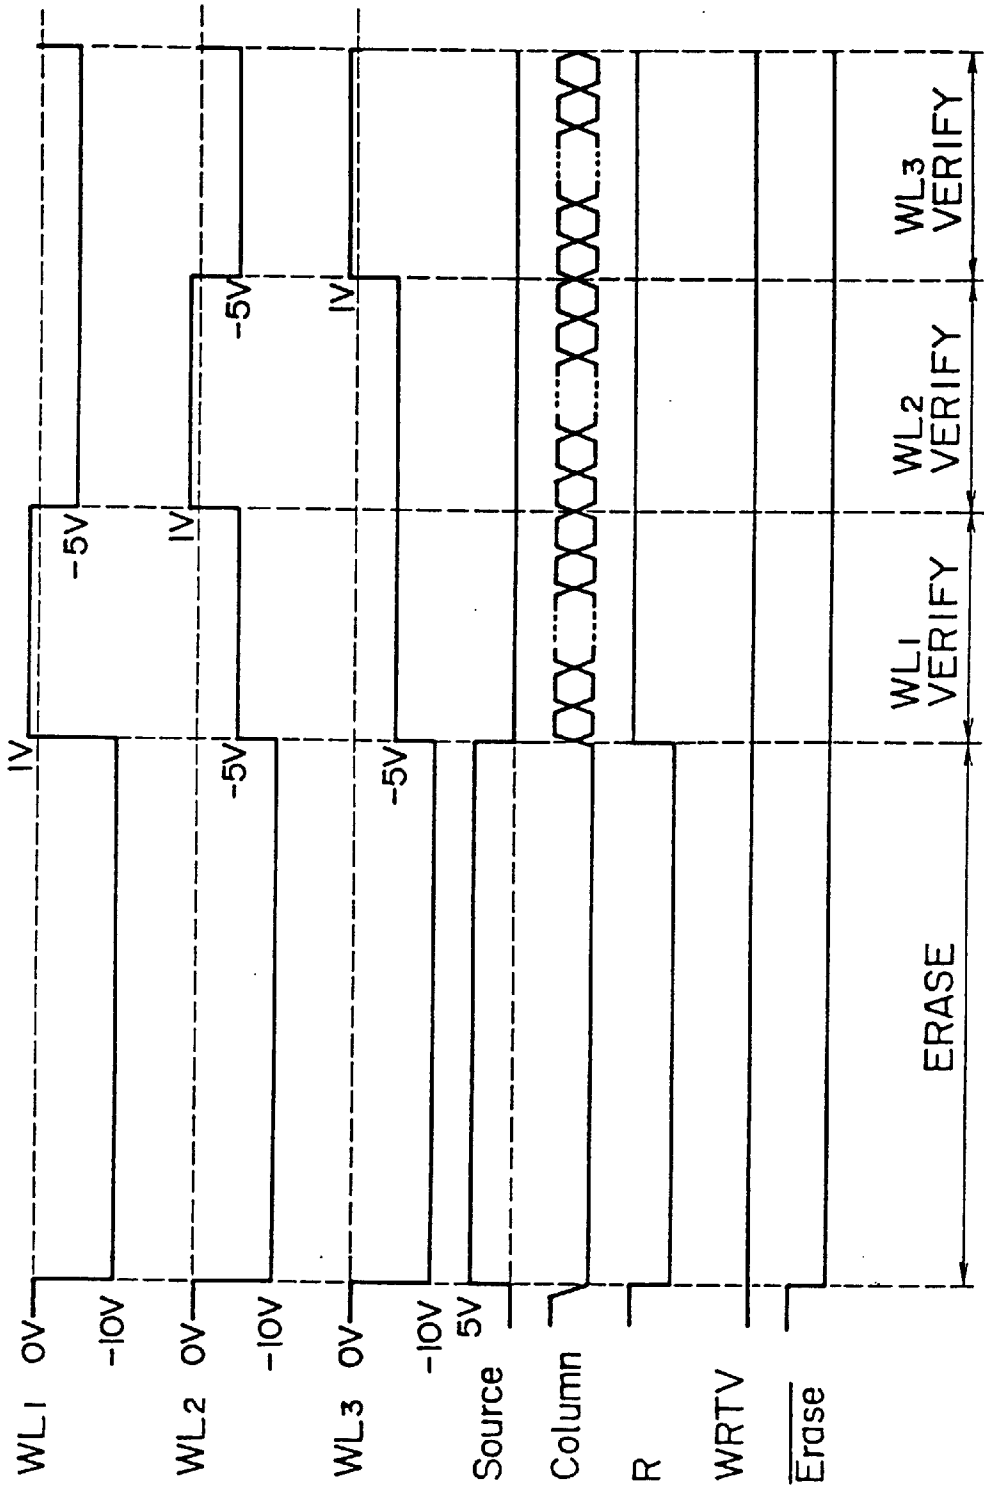 WL1 0V
-10V
1V
-5V
WL2 0V
-10V
-5V
1V
-5V
WL3 0V
-10V
-5V
1V
Source 5V
Column
R
WRTV
Erase
ERASE
WL1
VERIFY
WL2
VERIFY
WL3
VERIFY